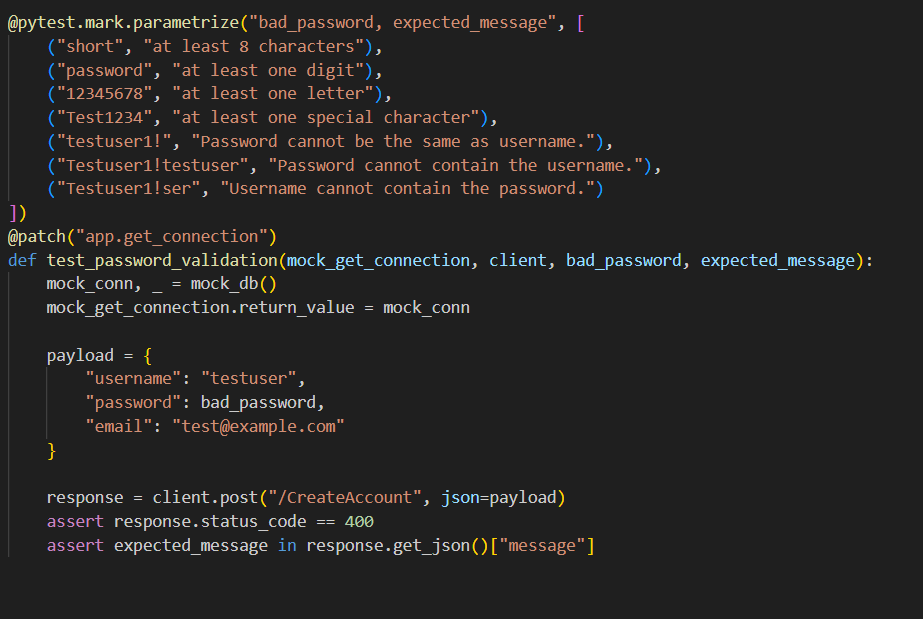 @pytest.mark.parametrize("bad_password, expected_message", [
    ("short", "at least 8 characters"),
    ("password", "at least one digit"),
    ("12345678", "at least one letter"),
    ("Test1234", "at least one special character"),
    ("testuser1!", "Password cannot be the same as username."),
    ("Testuser1!testuser", "Password cannot contain the username."),
    ("Testuser1!ser", "Username cannot contain the password.")
])
@patch("app.get_connection")
def test_password_validation(mock_get_connection, client, bad_password, expected_message):
    mock_conn, _ = mock_db()
    mock_get_connection.return_value = mock_conn

    payload = {
        "username": "testuser",
        "password": bad_password,
        "email": "test@example.com"
    }

    response = client.post("/CreateAccount", json=payload)
    assert response.status_code == 400
    assert expected_message in response.get_json()["message"]